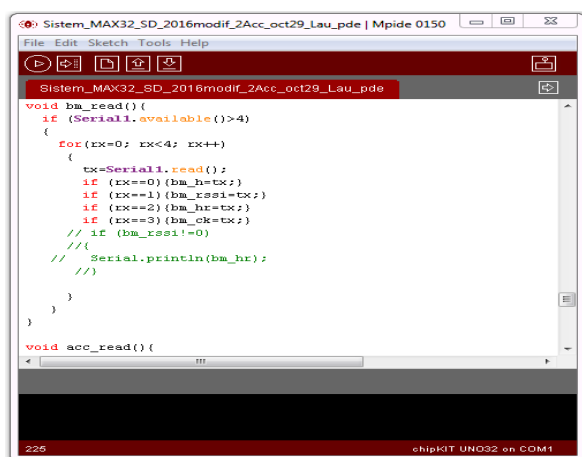 Sistem_MAX32_SD_2016modif_2Acc_oct29_Lau_pde | Mpide 0150
File Edit Sketch Tools Help
Sistem_MAX32_SD_2016modif_2Acc_oct29_Lau_pde
void bm_read(){
if (Serial1.available()>4)
{
for(rx=0; rx<4; rx++)
{
tx=Serial1.read();
if (rx==0){bm_h=tx;}
if (rx==1){bm_rssi=tx;}
if (rx==2){bm_hr=tx;}
if (rx==3){bm_ck=tx;}
// if (bm_rssi!=0)
//{
// Serial.println(bm_hr);
//}
}
}
}
void acc_read(){
225 chipKIT UNO32 on COM1